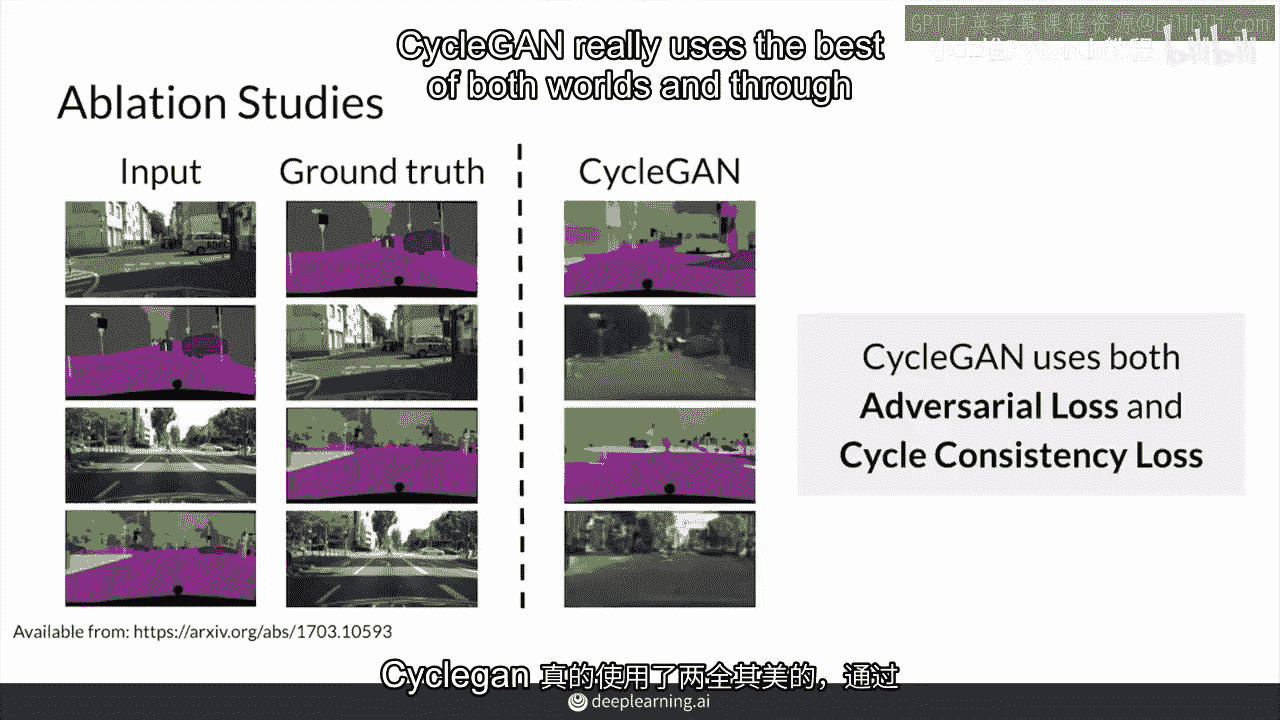 GPT中英字幕课程资源@bilibili.com
CycleGAN really uses the best
of both worlds and through
bilibili
Ablation Studies
Input
Ground truth
CycleGAN
CycleGAN uses both
Adversarial Loss and
Cycle Consistency Loss
Available from: https://arxiv.org/abs/1703.10593
Cyclegan 真的使用了两全其美的，通过
deeplearning.ai